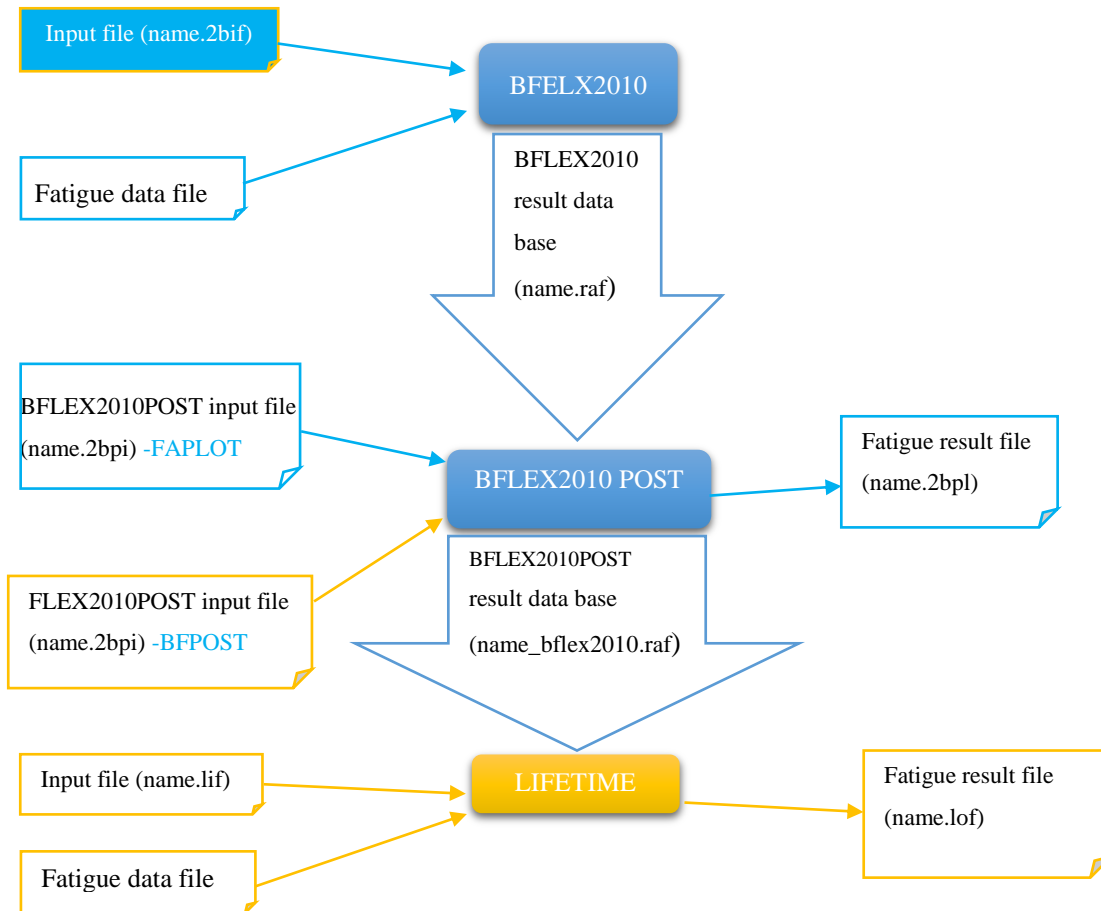 Input file (name.2bif)
BFELX2010
Fatigue data file
BFLEX2010
result data
base
(name.raf)
BFLEX2010POST input file
(name.2bpi) -FAPLOT
BFLEX2010 POST
Fatigue result file
(name.2bpl)
FLEX2010POST input file
(name.2bpi) -BFPOST
BFLEX2010POST
result data base
(name_bflex2010.raf)
Input file (name.lif)
LIFETIME
Fatigue result file
(name.lof)
Fatigue data file